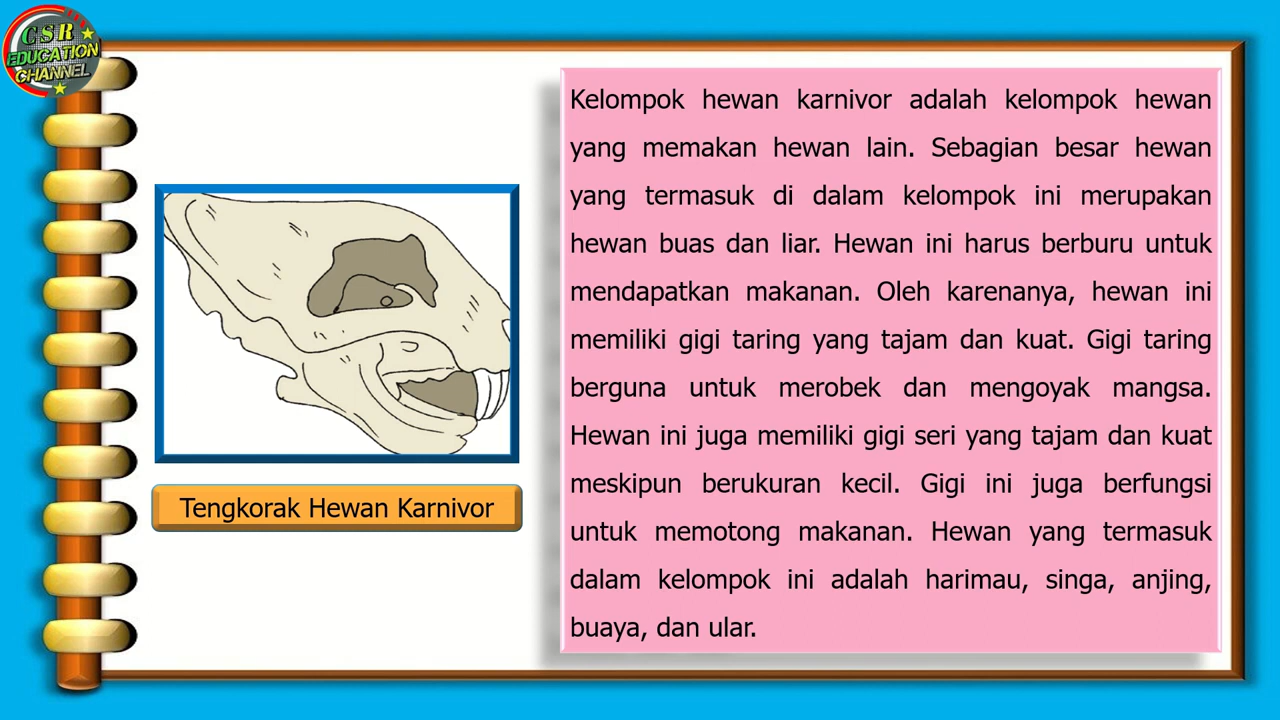 CSR
EDUCATION
CHANNEL
Kelompok hewan karnivor adalah kelompok hewan
yang memakan hewan lain. Sebagian besar hewan
yang termasuk di dalam kelompok ini merupakan
hewan buas dan liar. Hewan ini harus berburu untuk
mendapatkan makanan. Oleh karenanya, hewan ini
memiliki gigi taring yang tajam dan kuat. Gigi taring
berguna untuk merobek dan mengoyak mangsa.
Hewan ini juga memiliki gigi seri yang tajam dan kuat
meskipun berukuran kecil. Gigi ini juga berfungsi
untuk memotong makanan. Hewan yang termasuk
dalam kelompok ini adalah harimau, singa, anjing,
buaya, dan ular.
Tengkorak Hewan Karnivor